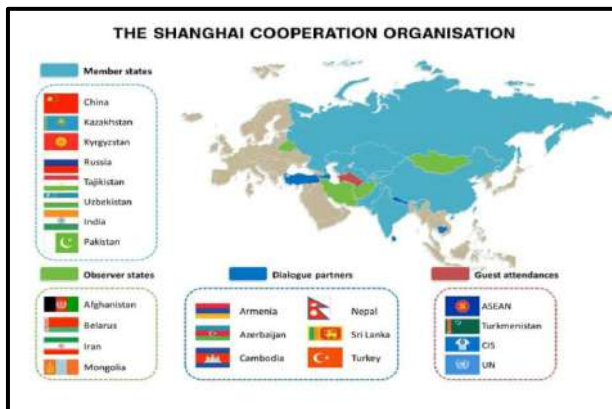 THE SHANGHAI COOPERATION ORGANISATION
Member states
China
Kazakhstan
Kyrgyzstan
Russia
Tajikistan
Uzbekistan
India
Pakistan
Observer states
Afghanistan
Belarus
Iran
Mongolia
Dialogue partners
Armenia
Azerbaijan
Cambodia
Nepal
Sri Lanka
Turkey
Guest attendances
ASEAN
Turkmenistan
CIS
UN